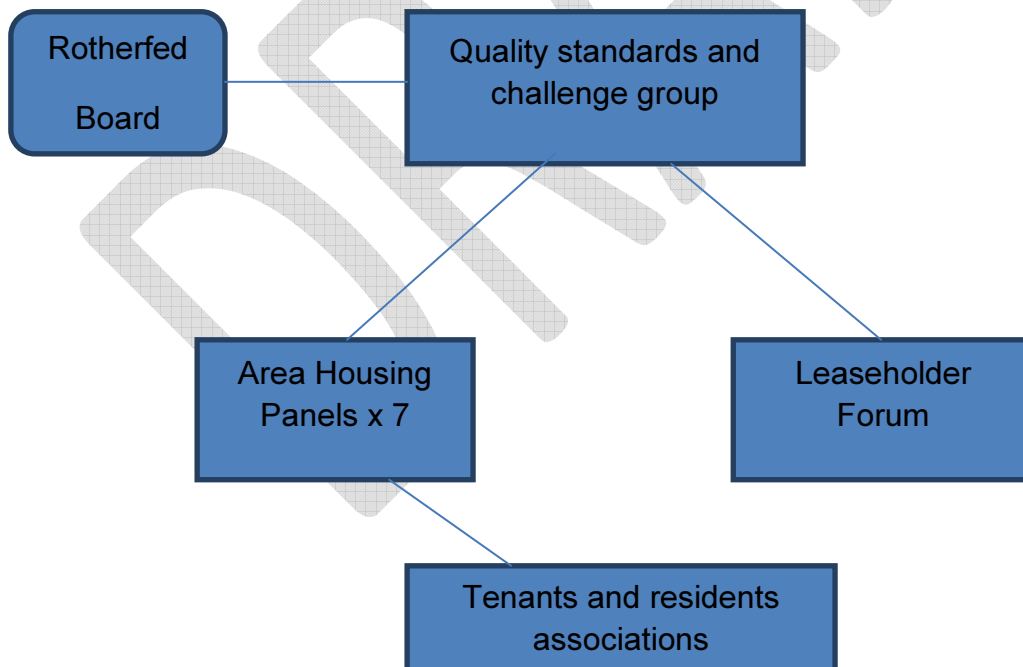 Rotherfed
Board
Quality standards and
challenge group
Area Housing
Panels x 7
Leaseholder
Forum
Tenants and residents
associations